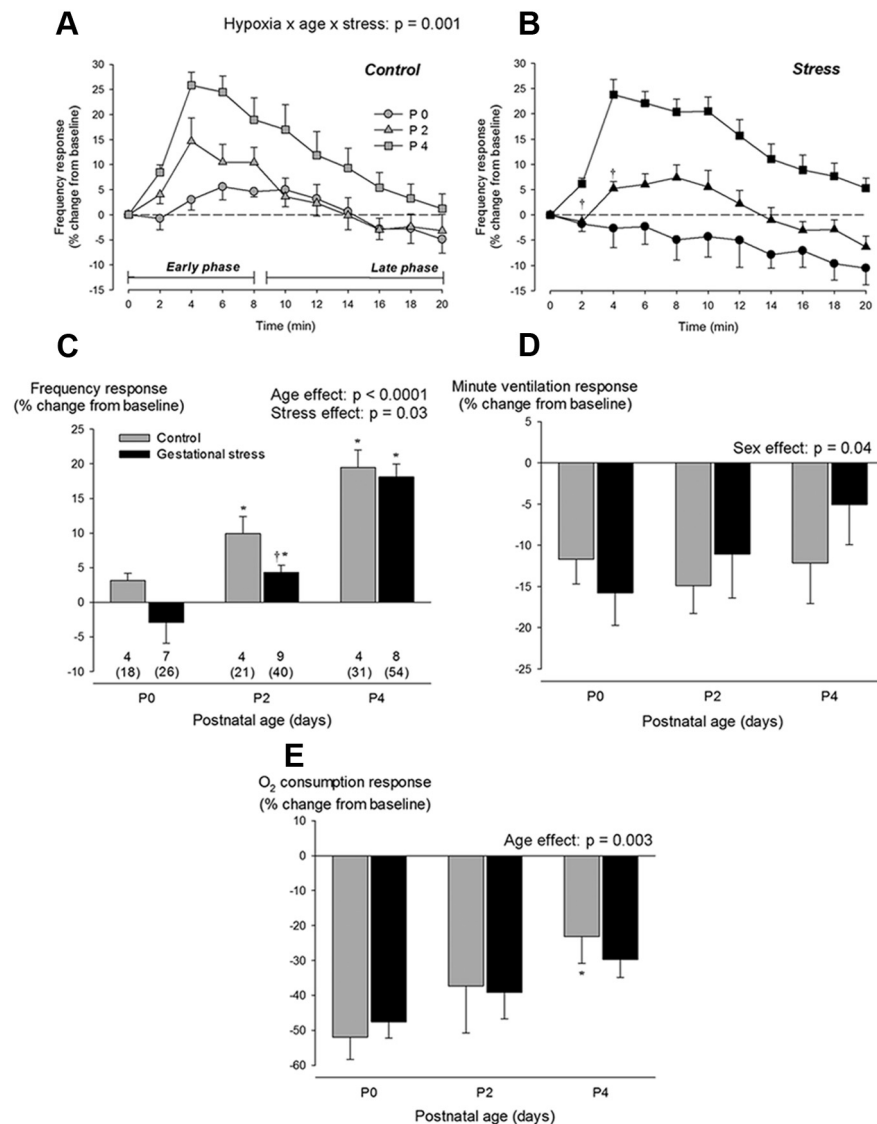 A
Hypoxia x age x stress: p = 0.001
Control
P 0
P 2
P 4
Frequency response
(% change from baseline)
30
25
20
15
10
5
0
-5
-10
-15
Early phase
Late phase
0 2 4 6 8 10 12 14 16 18 20
Time (min)
B
Stress
Frequency response
(% change from baseline)
30
25
20
15
10
5
0
-5
-10
-15
†
†
0 2 4 6 8 10 12 14 16 18 20
Time (min)
C
Frequency response
(% change from baseline)
Age effect: p < 0.0001
Stress effect: p = 0.03
Control
Gestational stress
25
20
15
10
5
0
-5
-10
*
†*
*
*
4 7 4 9 4 8
(18) (26) (21) (40) (31) (54)
P0 P2 P4
Postnatal age (days)
D
Minute ventilation response
(% change from baseline)
Sex effect: p = 0.04
5
0
-5
-10
-15
-20
-25
P0 P2 P4
Postnatal age (days)
E
O₂ consumption response
(% change from baseline)
Age effect: p = 0.003
10
0
-10
-20
-30
-40
-50
-60
*
P0 P2 P4
Postnatal age (days)